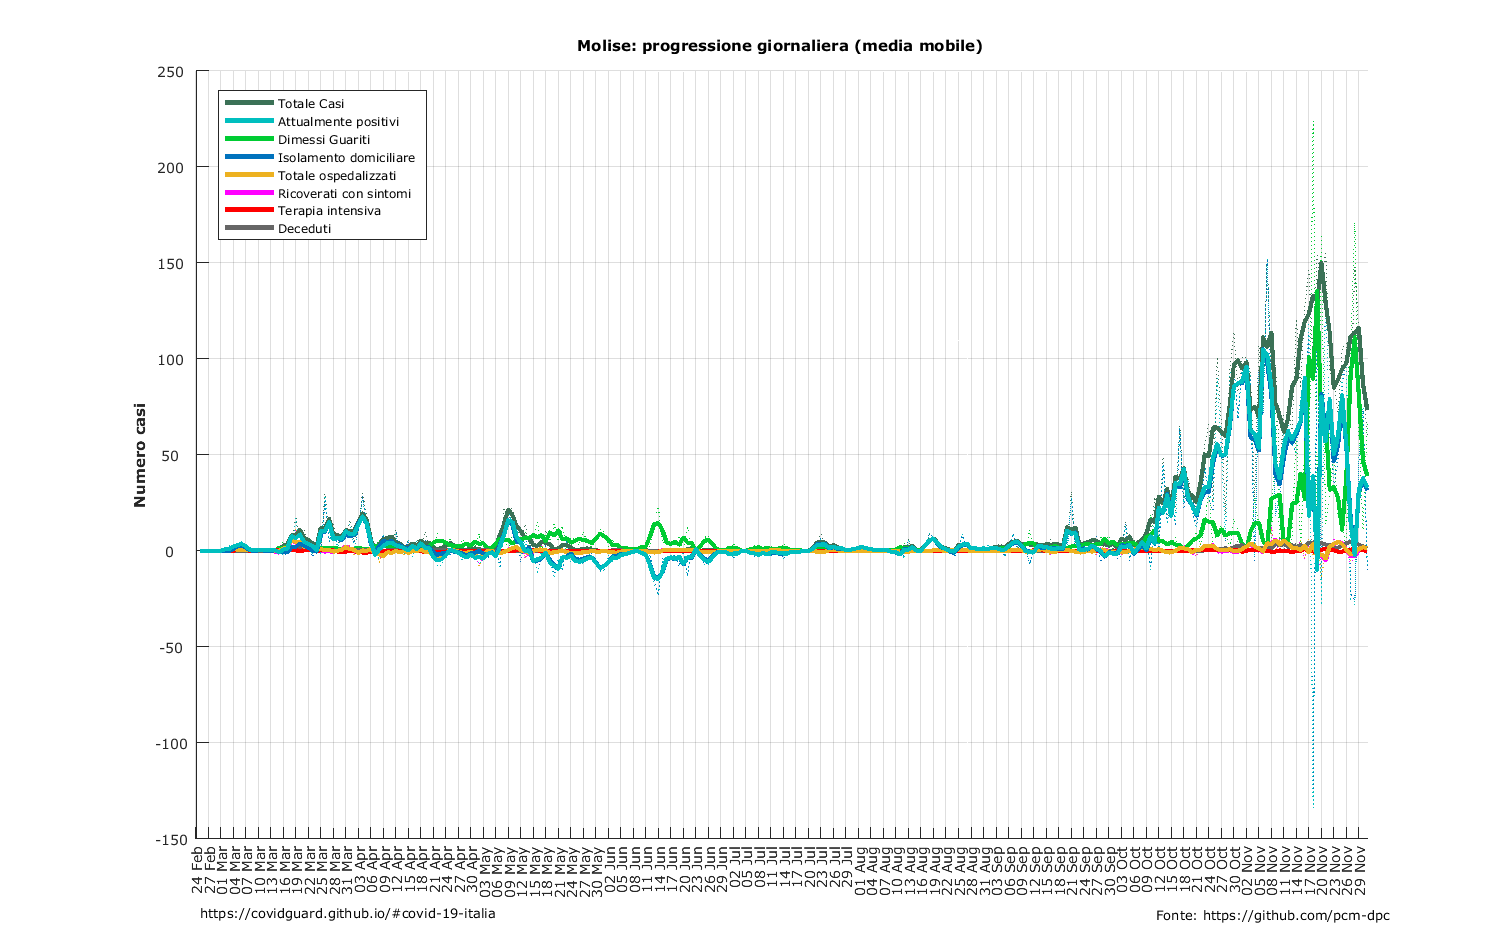 Molise: progressione giornaliera (media mobile)
250
200
150
100
50
0
-50
-100
-150
Numero casi
Totale Casi
Attualmente positivi
Dimessi Guariti
Isolamento domiciliare
Totale ospedalizzati
Ricoverati con sintomi
Terapia intensiva
Deceduti
24 Feb
27 Feb
01 Mar
04 Mar
07 Mar
10 Mar
13 Mar
16 Mar
19 Mar
22 Mar
25 Mar
28 Mar
31 Mar
03 Apr
06 Apr
09 Apr
12 Apr
15 Apr
18 Apr
21 Apr
24 Apr
27 Apr
30 Apr
03 May
06 May
09 May
12 May
15 May
18 May
21 May
24 May
27 May
30 May
02 Jun
05 Jun
08 Jun
11 Jun
14 Jun
17 Jun
20 Jun
23 Jun
26 Jun
29 Jun
02 Jul
05 Jul
08 Jul
11 Jul
14 Jul
17 Jul
20 Jul
23 Jul
26 Jul
29 Jul
01 Aug
04 Aug
07 Aug
10 Aug
13 Aug
16 Aug
19 Aug
22 Aug
25 Aug
28 Aug
31 Aug
03 Sep
06 Sep
09 Sep
12 Sep
15 Sep
18 Sep
21 Sep
24 Sep
27 Sep
30 Sep
03 Oct
06 Oct
09 Oct
12 Oct
15 Oct
18 Oct
21 Oct
24 Oct
27 Oct
30 Oct
02 Nov
05 Nov
08 Nov
11 Nov
14 Nov
17 Nov
20 Nov
23 Nov
26 Nov
29 Nov
https://covidguard.github.io/#covid-19-italia
Fonte: https://github.com/pcm-dpc